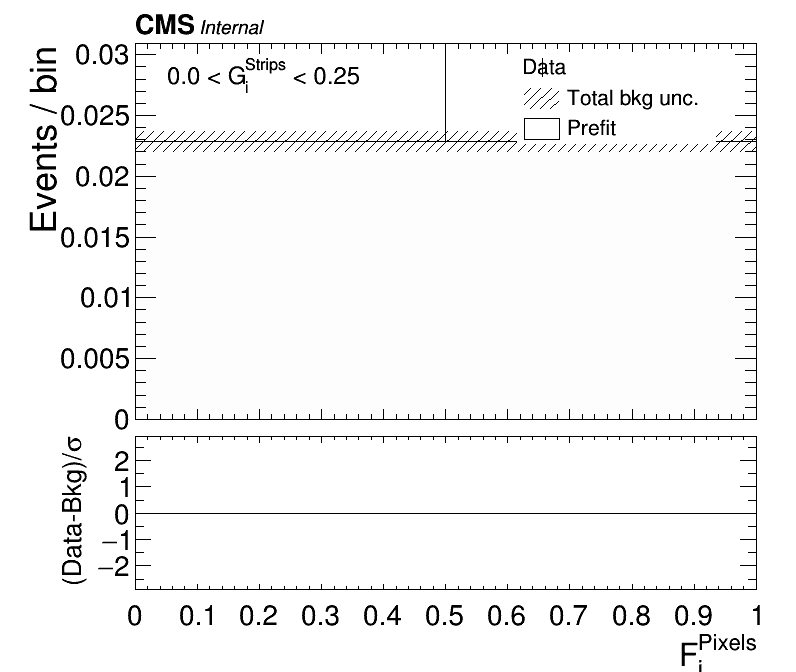 CMS Internal
0.0 < G_i^Strips < 0.25
Data
Total bkg unc.
Prefit
Events / bin
0.03
0.025
0.02
0.015
0.01
0.005
0
(Data-Bkg)/σ
2
1
0
−1
−2
0 0.1 0.2 0.3 0.4 0.5 0.6 0.7 0.8 0.9 1
F_i^Pixels